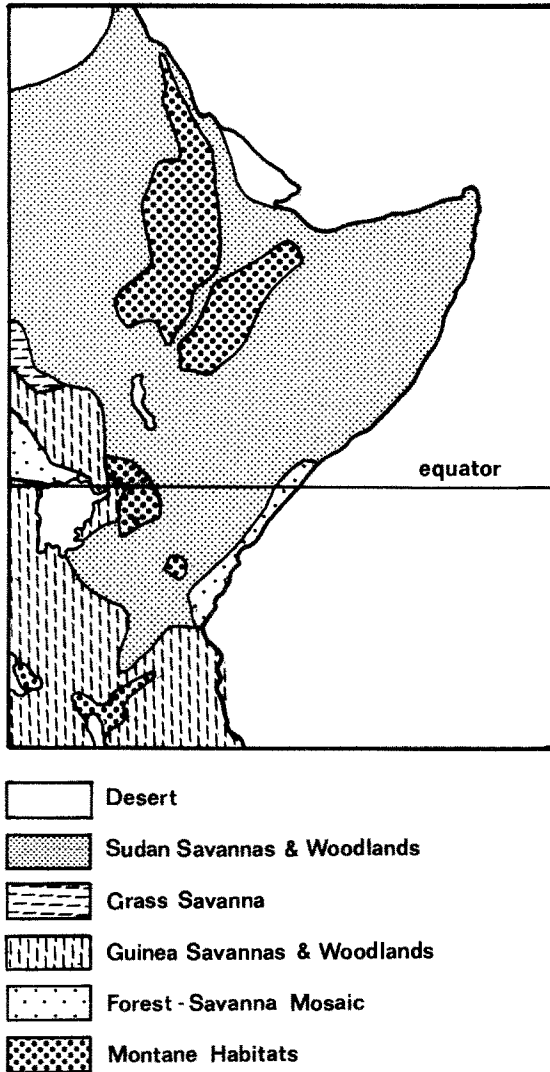 equator
Desert
Sudan Savannas & Woodlands
Grass Savanna
Guinea Savannas & Woodlands
Forest-Savanna Mosaic
Montane Habitats